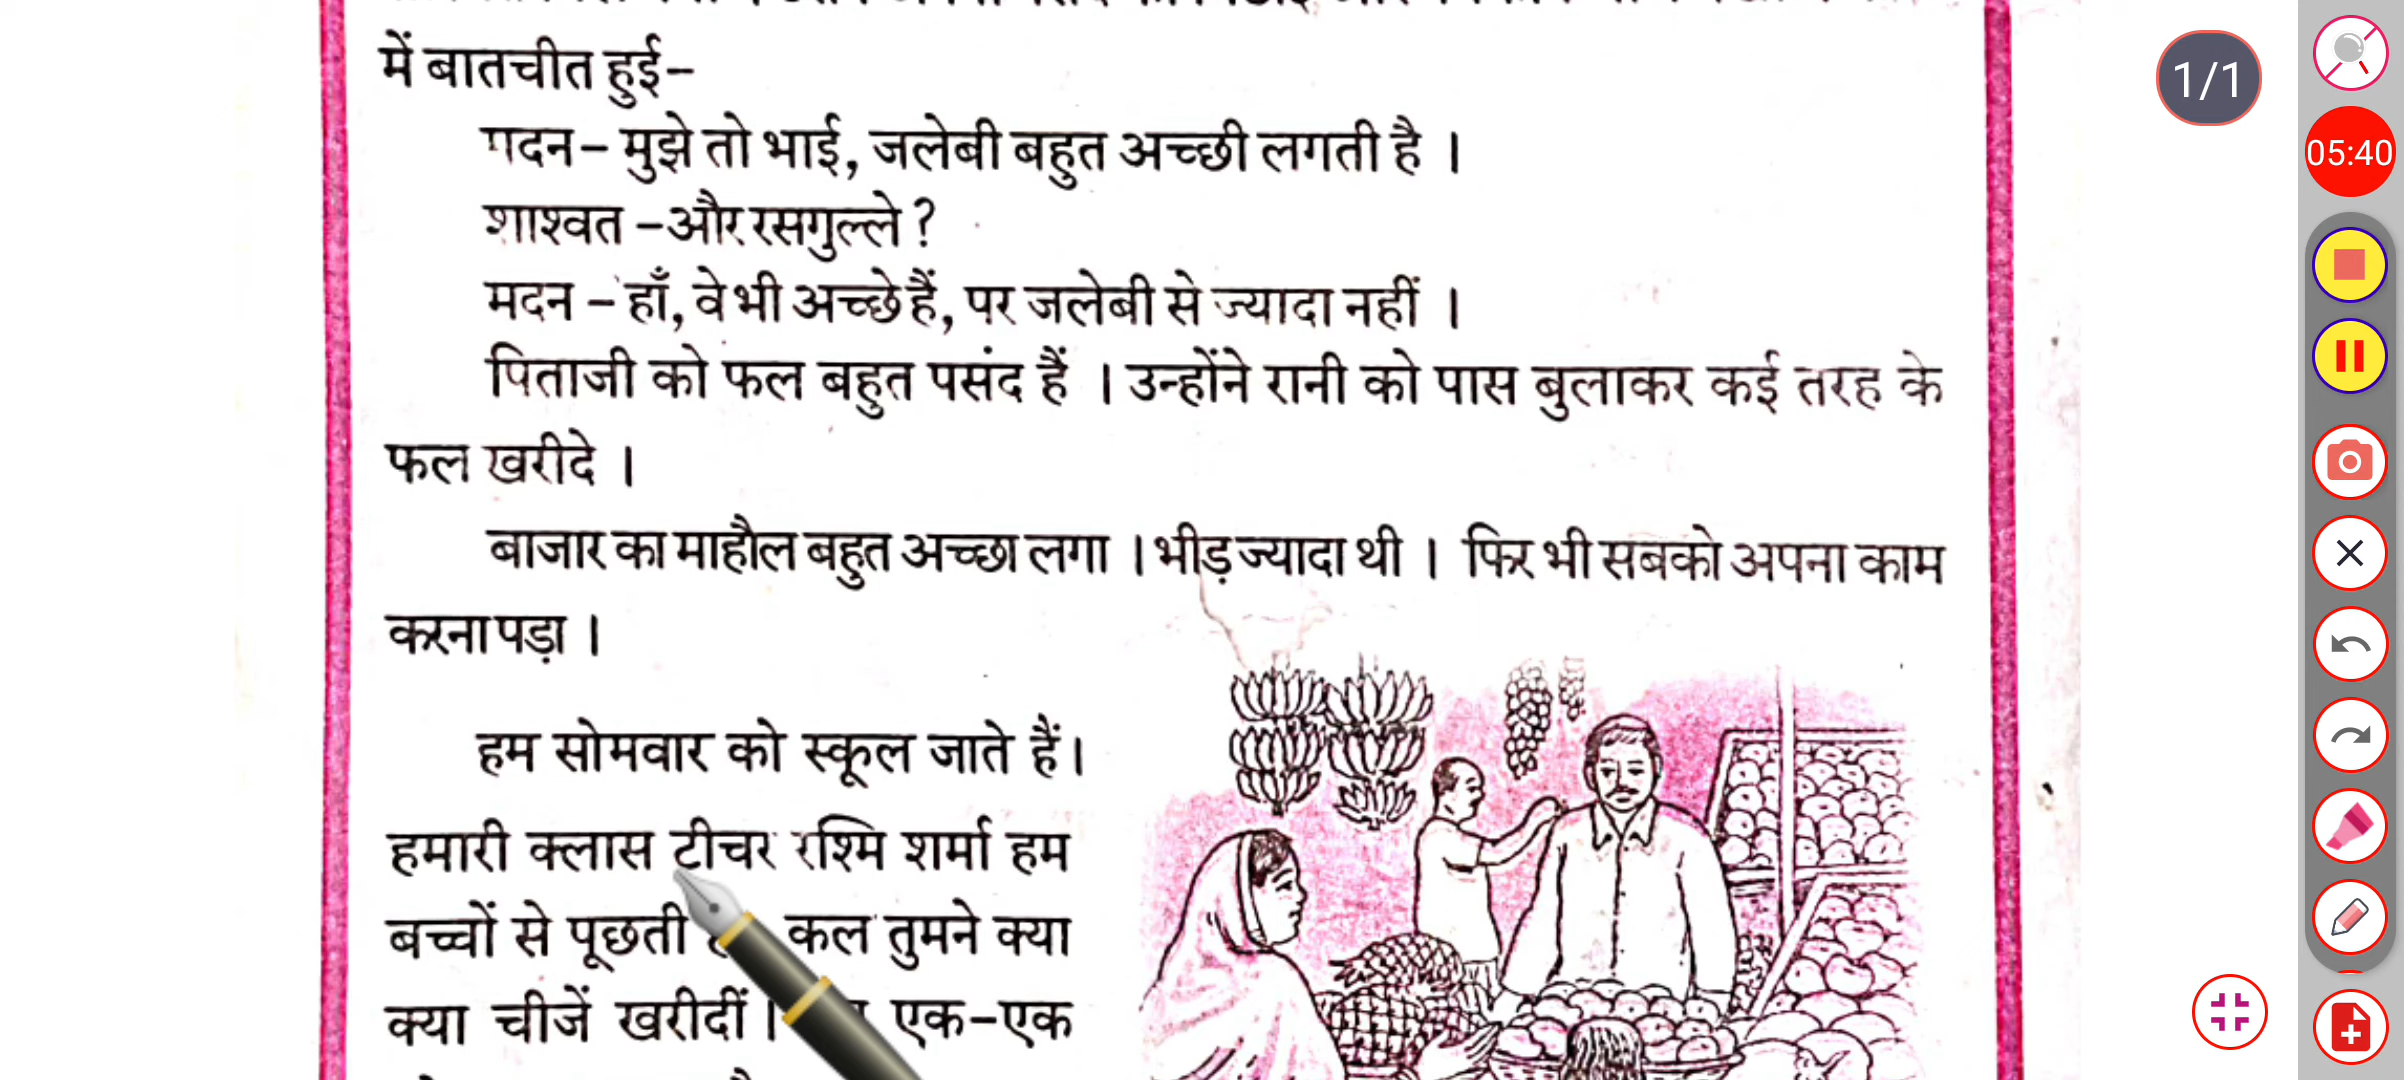 में बातचीत हुई-
मदन- मुझे तो भाई, जलेबी बहुत अच्छी लगती है ।
शाश्वत -और रसगुल्ले ?
मदन - हाँ, वे भी अच्छे हैं, पर जलेबी से ज्यादा नहीं ।
पिताजी को फल बहुत पसंद हैं । उन्होंने रानी को पास बुलाकर कई तरह के
फल खरीदे ।
बाजार का माहौल बहुत अच्छा लगा । भीड़ ज्यादा थी । फिर भी सबको अपना काम
करना पड़ा ।
हम सोमवार को स्कूल जाते हैं।
हमारी क्लास टीचर रश्मि शर्मा हम
बच्चों से पूछती कल तुमने क्या
क्या चीजें खरीदीं । एक-एक
1/1
05:40